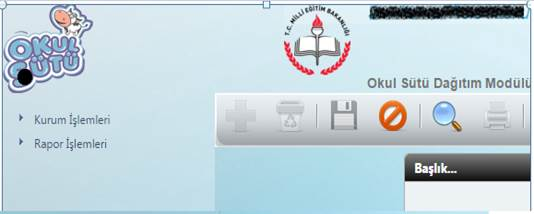 OKUL
SÜTÜ
T.C. MİLLİ EĞİTİM BAKANLIĞI
Okul Sütü Dağıtım Modülü
Kurum İşlemleri
Rapor İşlemleri
Başlık...